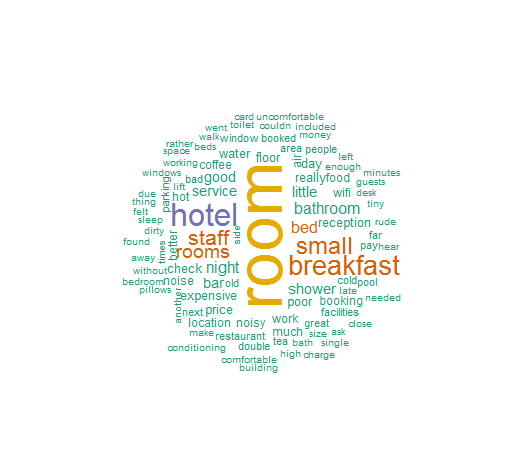 card uncomfortable
went toilet couldn included
walk window booked money
rather beds area people
space water floor air left
working coffee day enough
windows bad good really food minutes
lift parking service little wifi guests
due hot desk
thing hotel bathroom tiny
felt
sleep room bed reception rude
dirty staff side far
found better rooms small pay hear
away times
without check night breakfast
bedroom noise bar old shower cold pool
pillows expensive late
another poor booking needed
next price facilities
location noisy work great close
make restaurant much size ask
conditioning double tea bath single
comfortable high charge
building